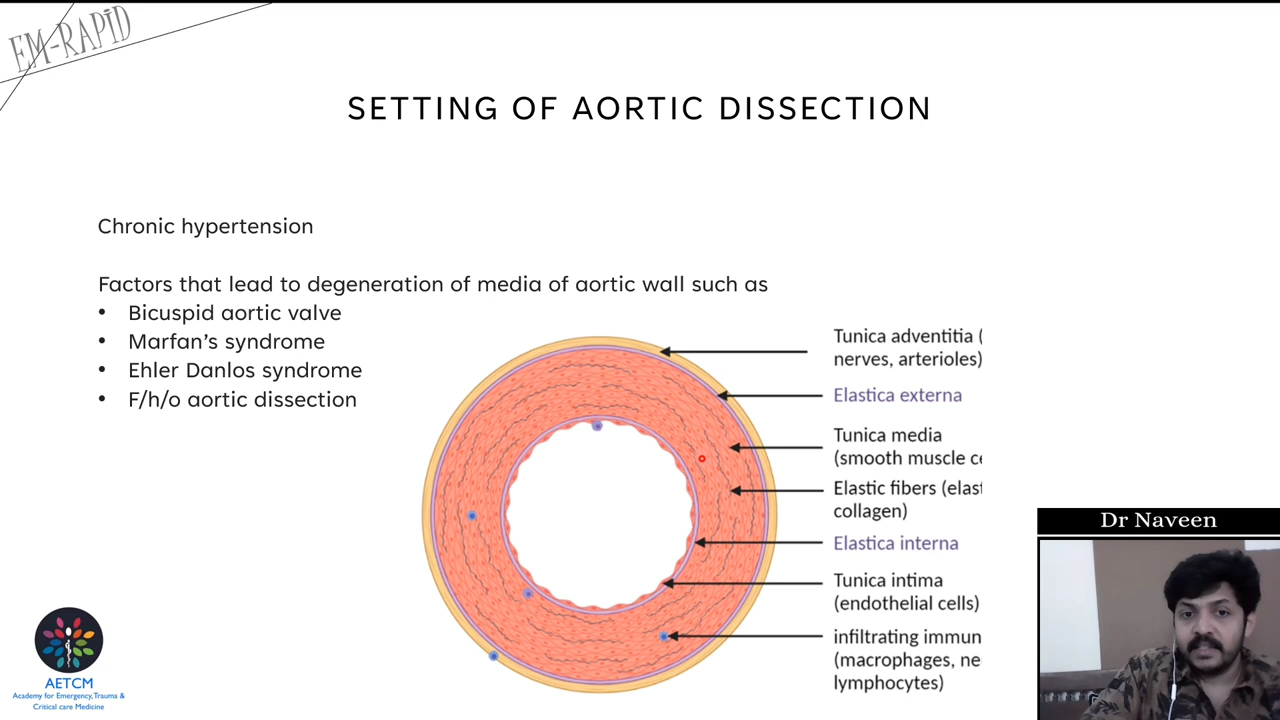 EM-RAPID
SETTING OF AORTIC DISSECTION
Chronic hypertension
Factors that lead to degeneration of media of aortic wall such as
• Bicuspid aortic valve
• Marfan's syndrome
• Ehler Danlos syndrome
• F/h/o aortic dissection
Tunica adventitia (
nerves, arterioles)
Elastica externa
Tunica media
(smooth muscle ce
Elastic fibers (elast
collagen)
Elastica interna
Tunica intima
(endothelial cells)
infiltrating immun
(macrophages, ne
lymphocytes)
Dr Naveen
AETCM
Academy for Emergency,Trauma &
Critical care Medicine